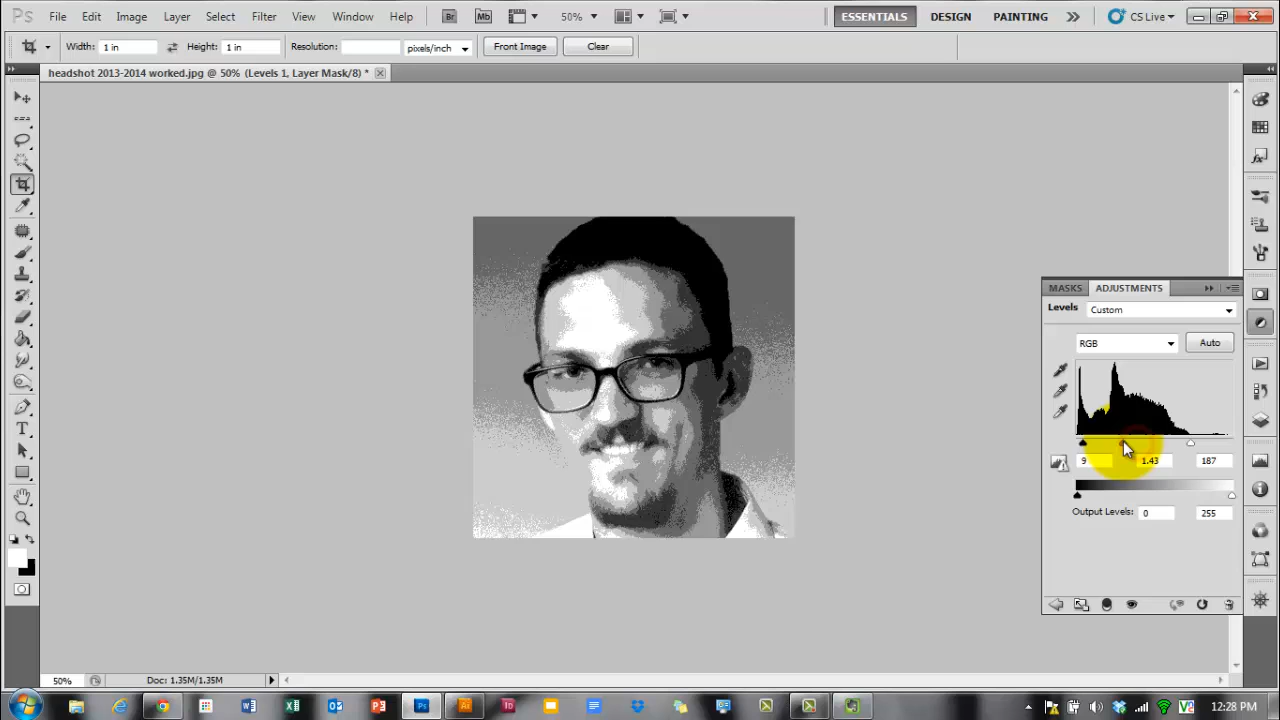 Ps File Edit Image Layer Select Filter View Window Help Br Mb 50% ESSENTIALS DESIGN PAINTING CS Live
Width: 1 in Height: 1 in Resolution: pixels/inch Front Image Clear
headshot 2013-2014 worked.jpg @ 50% (Levels 1, Layer Mask/8) *
MASKS ADJUSTMENTS
Levels Custom
RGB Auto
9 1.43 187
Output Levels: 0 255
50% Doc: 1.35M/1.35M
12:28 PM